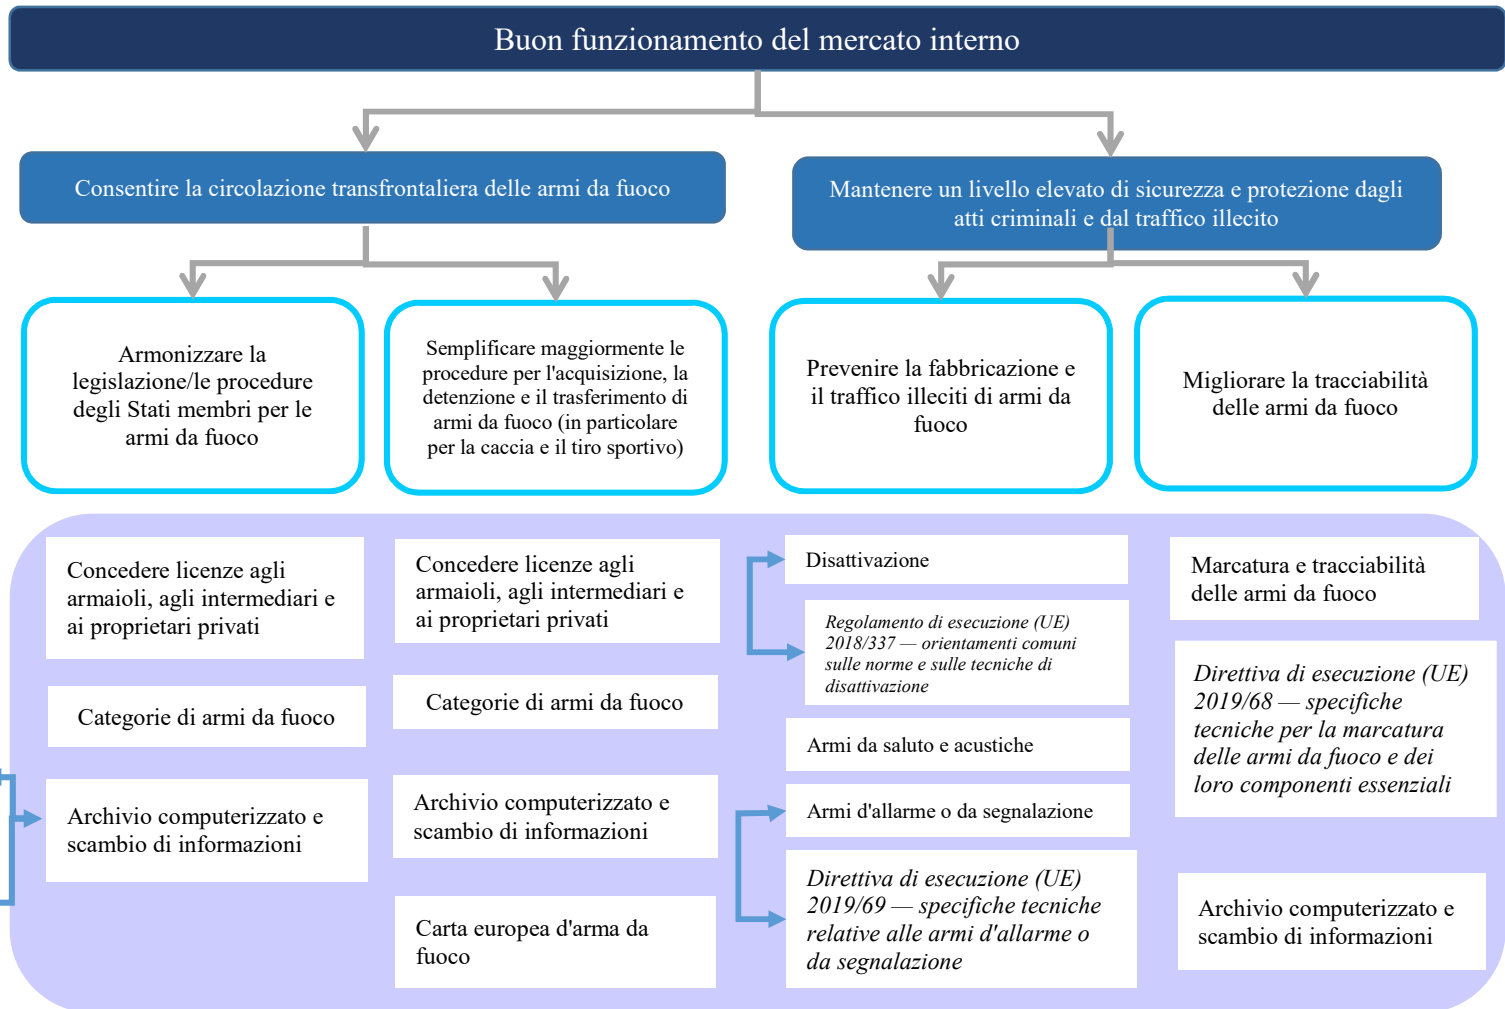 Buon funzionamento del mercato interno
Consentire la circolazione transfrontaliera delle armi da fuoco
Mantenere un livello elevato di sicurezza e protezione dagli
atti criminali e dal traffico illecito
Armonizzare la
legislazione/le procedure
degli Stati membri per le
armi da fuoco
Semplificare maggiormente le
procedure per l'acquisizione, la
detenzione e il trasferimento di
armi da fuoco (in particolare
per la caccia e il tiro sportivo)
Prevenire la fabbricazione e
il traffico illeciti di armi da
fuoco
Migliorare la tracciabilità
delle armi da fuoco
Concedere licenze agli
armaioli, agli intermediari e
ai proprietari privati
Categorie di armi da fuoco
Archivio computerizzato e
scambio di informazioni
Concedere licenze agli
armaioli, agli intermediari e
ai proprietari privati
Categorie di armi da fuoco
Archivio computerizzato e
scambio di informazioni
Carta europea d'arma da
fuoco
Disattivazione
Regolamento di esecuzione (UE)
2018/337 — orientamenti comuni
sulle norme e sulle tecniche di
disattivazione
Armi da saluto e acustiche
Armi d'allarme o da segnalazione
Direttiva di esecuzione (UE)
2019/69 — specifiche tecniche
relative alle armi d'allarme o
da segnalazione
Marcatura e tracciabilità
delle armi da fuoco
Direttiva di esecuzione (UE)
2019/68 — specifiche
tecniche per la marcatura
delle armi da fuoco e dei
loro componenti essenziali
Archivio computerizzato e
scambio di informazioni